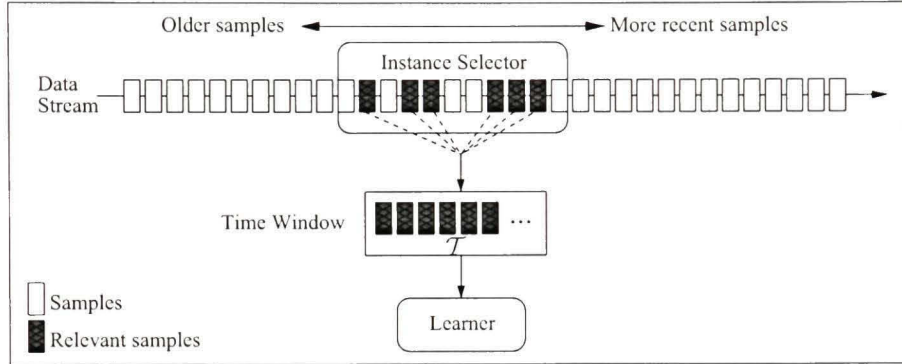 Older samples
More recent samples
Instance Selector
Data
Stream
Time Window
...
T
Samples
Relevant samples
Learner